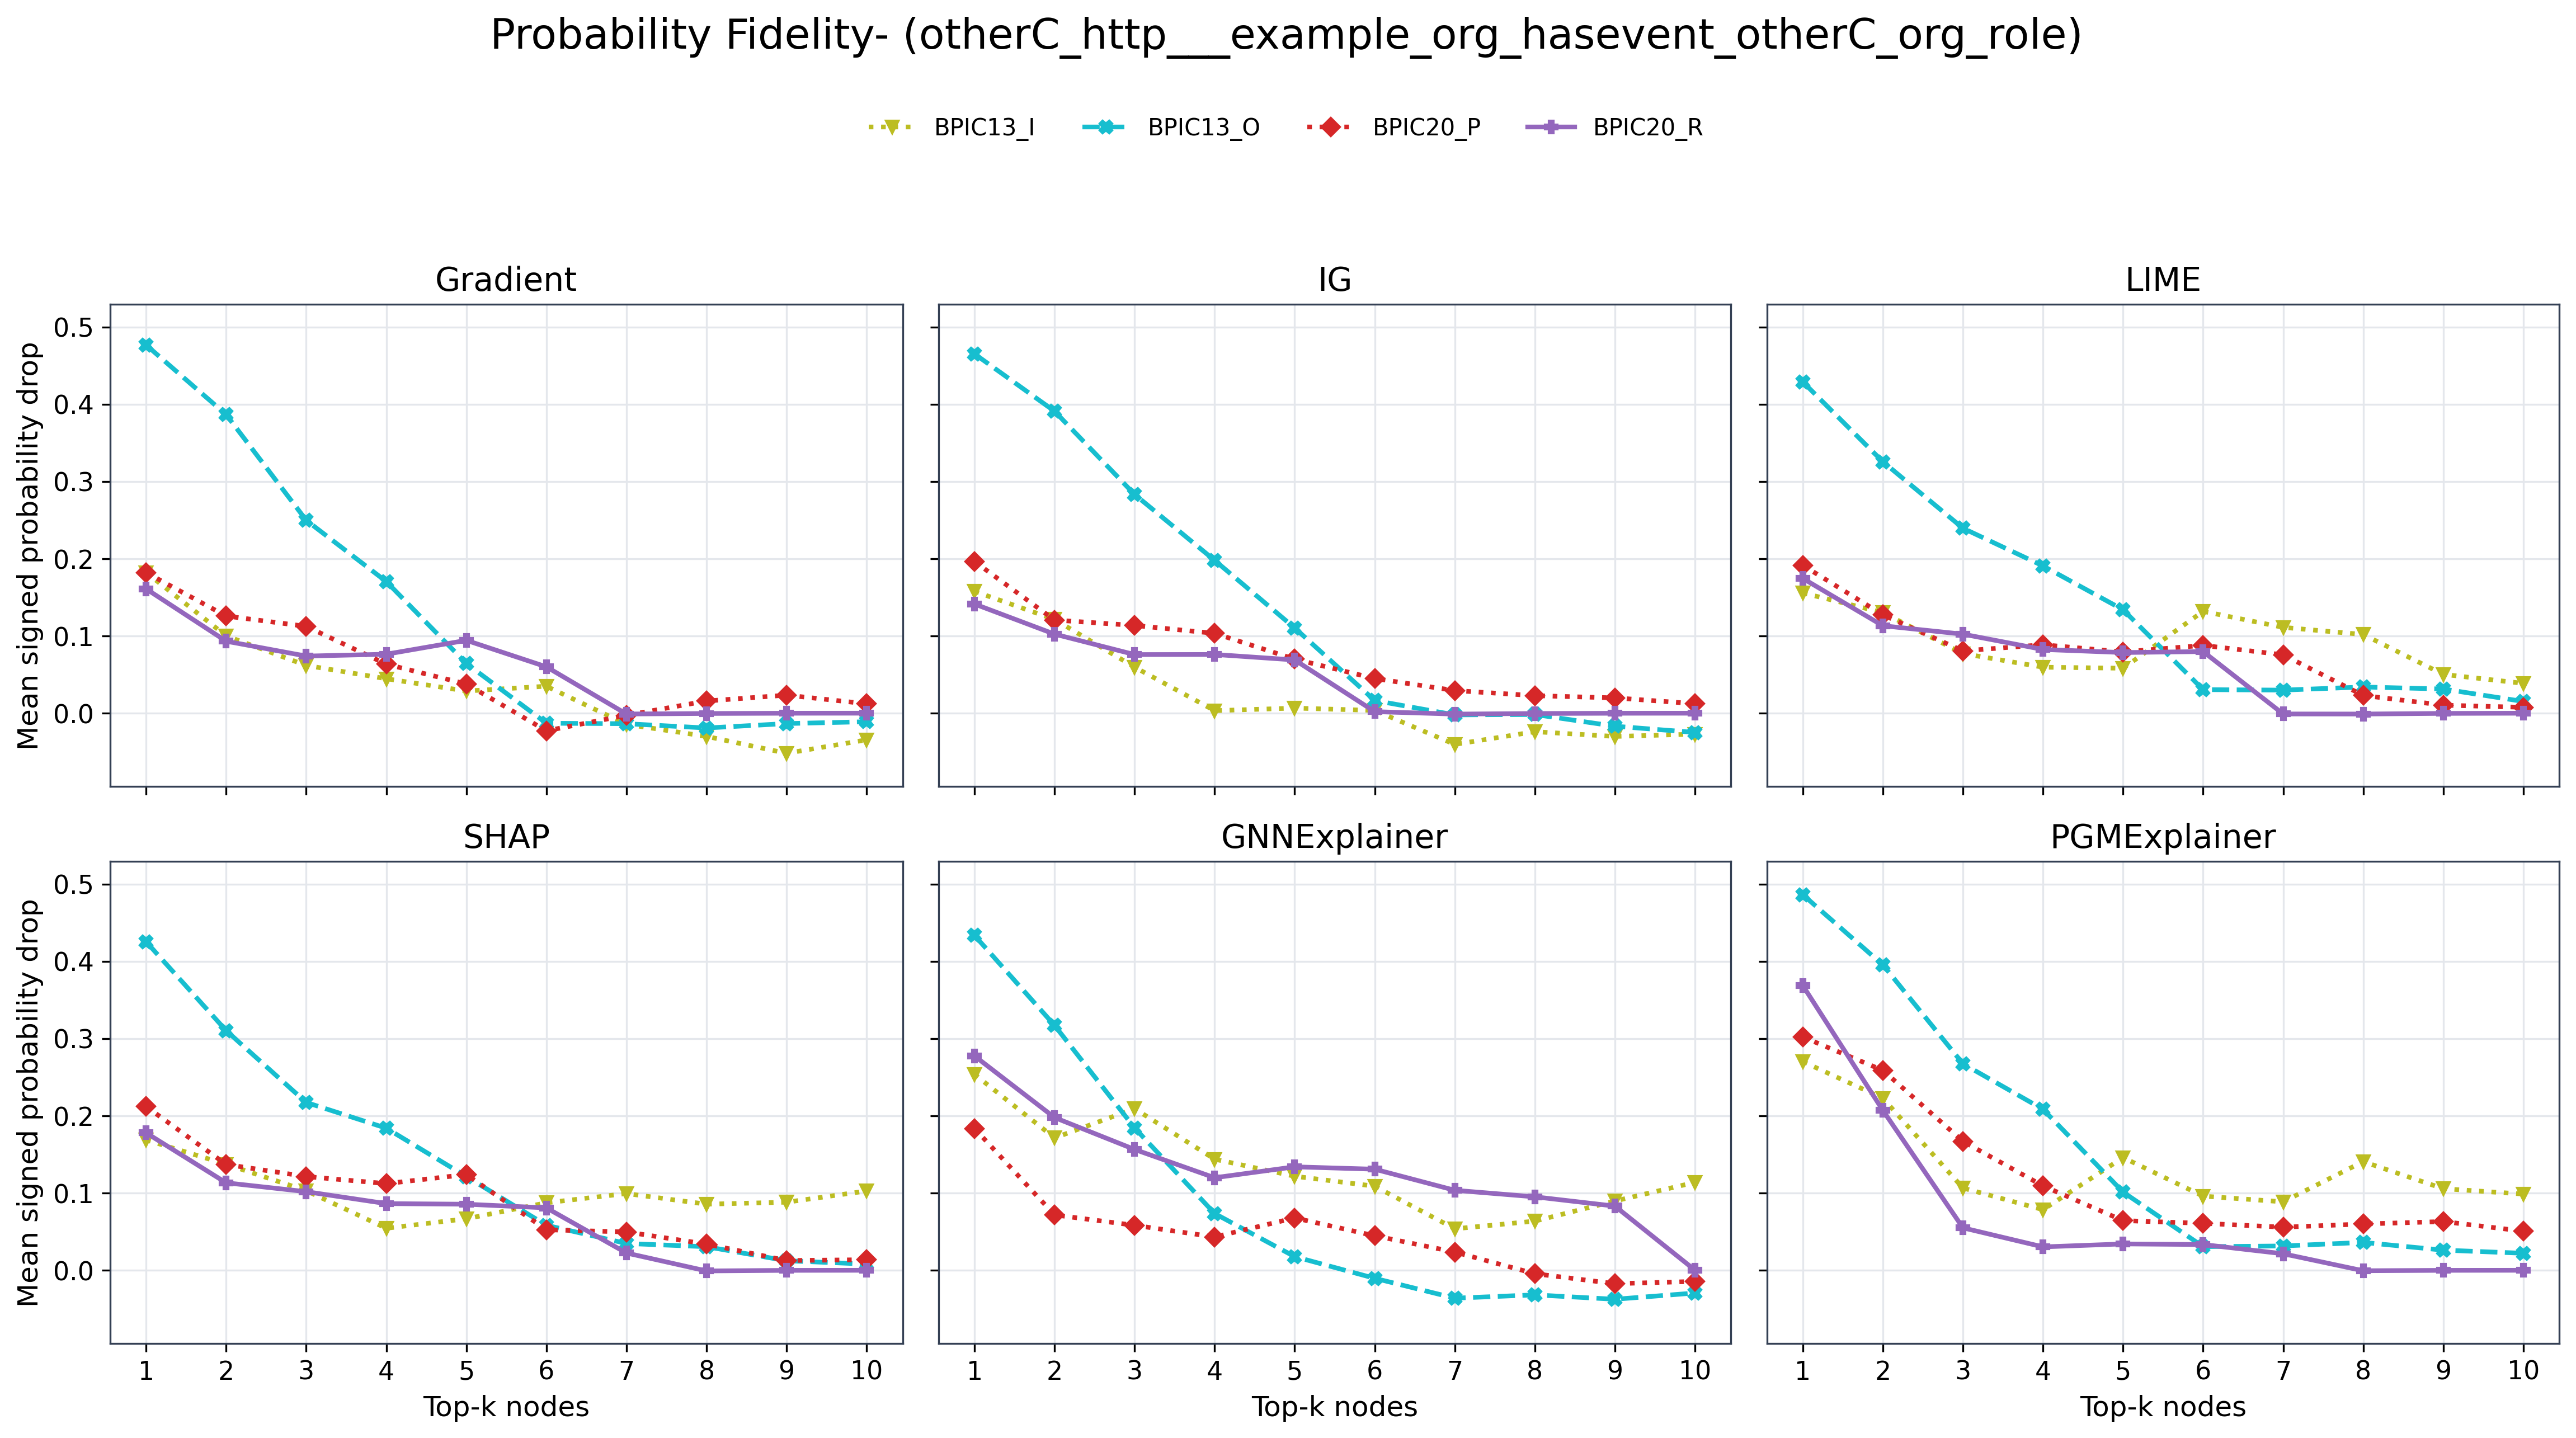 Probability Fidelity- (otherC_http___example_org_hasevent_otherC_org_role)
BPIC13_I BPIC13_O BPIC20_P BPIC20_R
Gradient IG LIME
Mean signed probability drop
0.5
0.4
0.3
0.2
0.1
0.0
SHAP GNNExplainer PGMExplainer
Mean signed probability drop
0.5
0.4
0.3
0.2
0.1
0.0
1 2 3 4 5 6 7 8 9 10 1 2 3 4 5 6 7 8 9 10 1 2 3 4 5 6 7 8 9 10
Top-k nodes Top-k nodes Top-k nodes